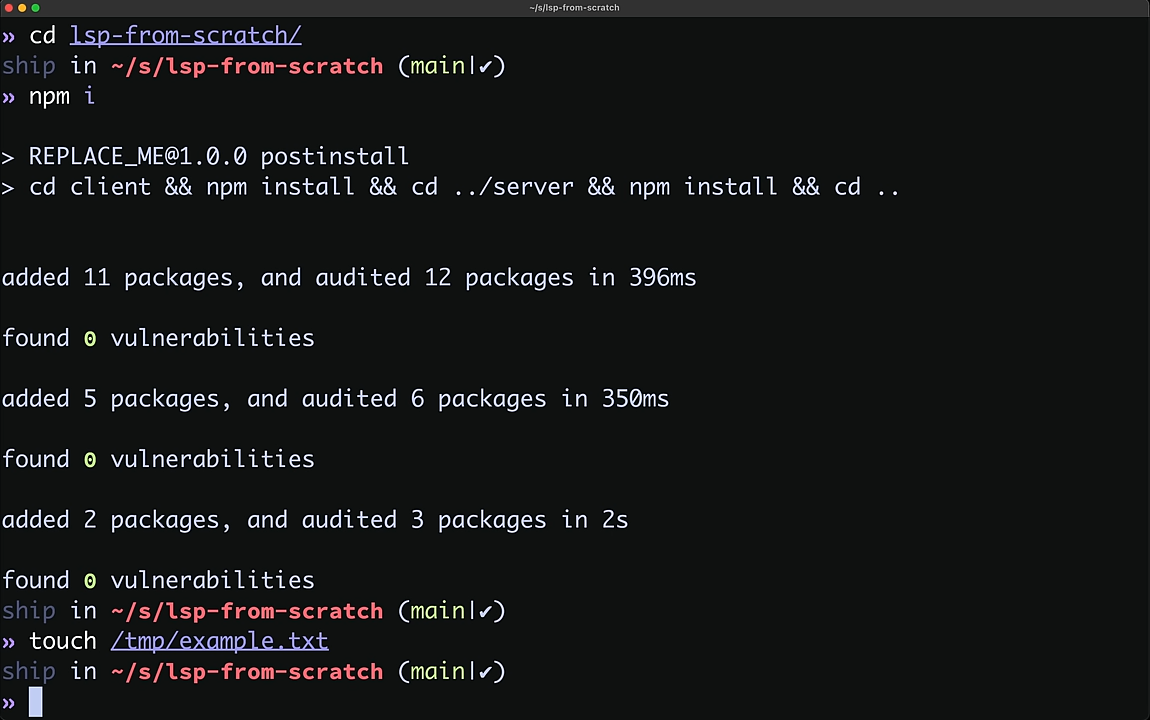 ~/s/lsp-from-scratch
» cd lsp-from-scratch/
ship in ~/s/lsp-from-scratch (main|✔)
» npm i
> REPLACE_ME@1.0.0 postinstall
> cd client && npm install && cd ../server && npm install && cd ..
added 11 packages, and audited 12 packages in 396ms
found 0 vulnerabilities
added 5 packages, and audited 6 packages in 350ms
found 0 vulnerabilities
added 2 packages, and audited 3 packages in 2s
found 0 vulnerabilities
ship in ~/s/lsp-from-scratch (main|✔)
» touch /tmp/example.txt
ship in ~/s/lsp-from-scratch (main|✔)
»